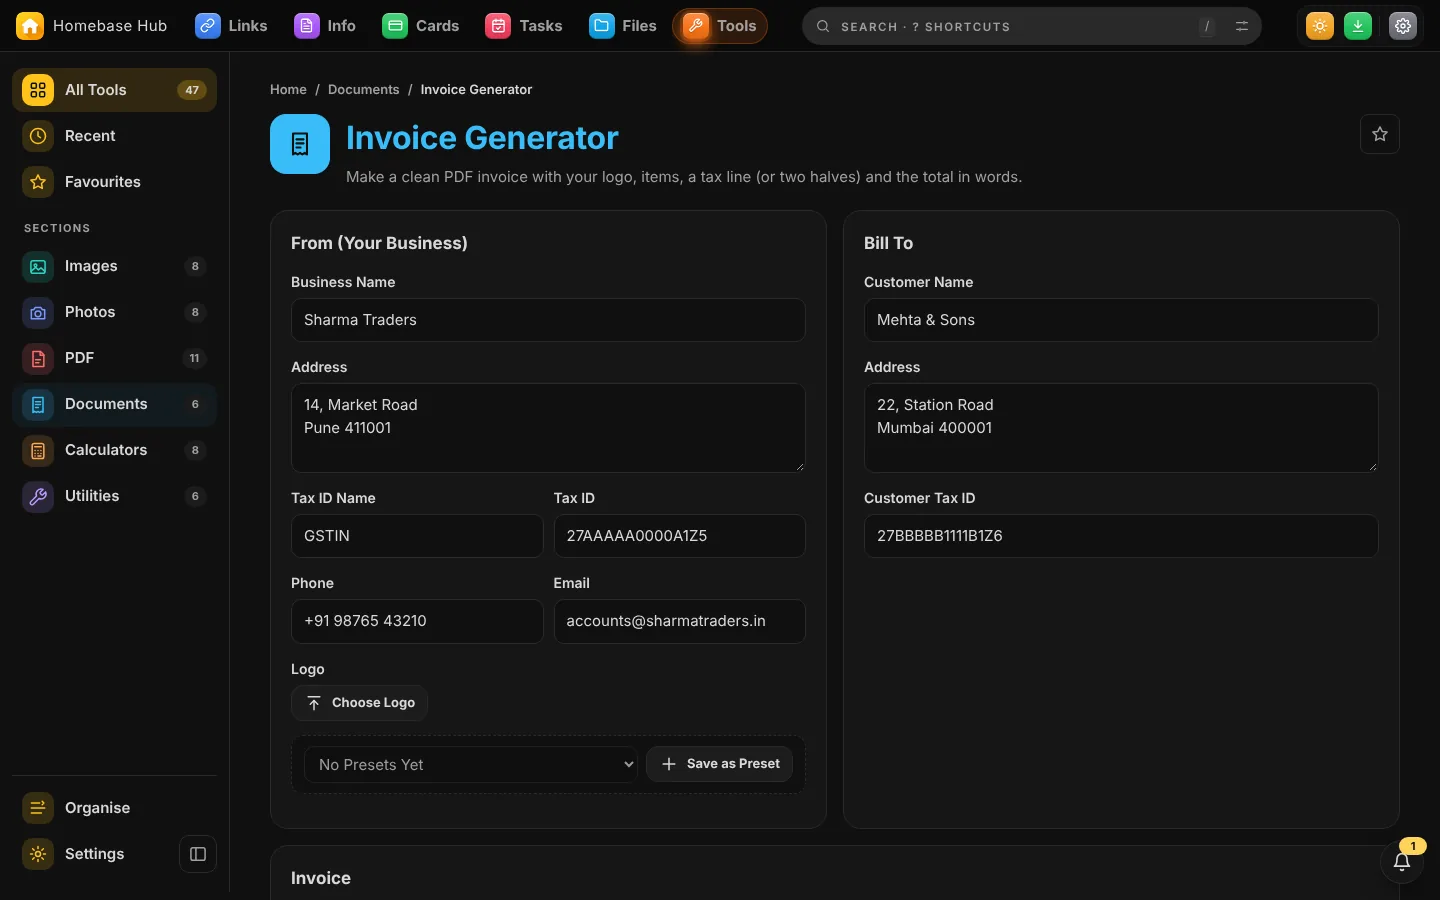 Homebase Hub
Links
Info
Cards
Tasks
Files
Tools
SEARCH · ? SHORTCUTS
/
All Tools
47
Recent
Favourites
SECTIONS
Images
8
Photos
8
PDF
11
Documents
6
Calculators
8
Utilities
6
Organise
Settings
Home / Documents / Invoice Generator
Invoice Generator
Make a clean PDF invoice with your logo, items, a tax line (or two halves) and the total in words.
From (Your Business)
Business Name
Sharma Traders
Address
14, Market Road
Pune 411001
Tax ID Name
Tax ID
GSTIN
27AAAAA0000A1Z5
Phone
Email
+91 98765 43210
accounts@sharmatraders.in
Logo
Choose Logo
No Presets Yet
Save as Preset
Bill To
Customer Name
Mehta & Sons
Address
22, Station Road
Mumbai 400001
Customer Tax ID
27BBBBB1111B1Z6
Invoice
1